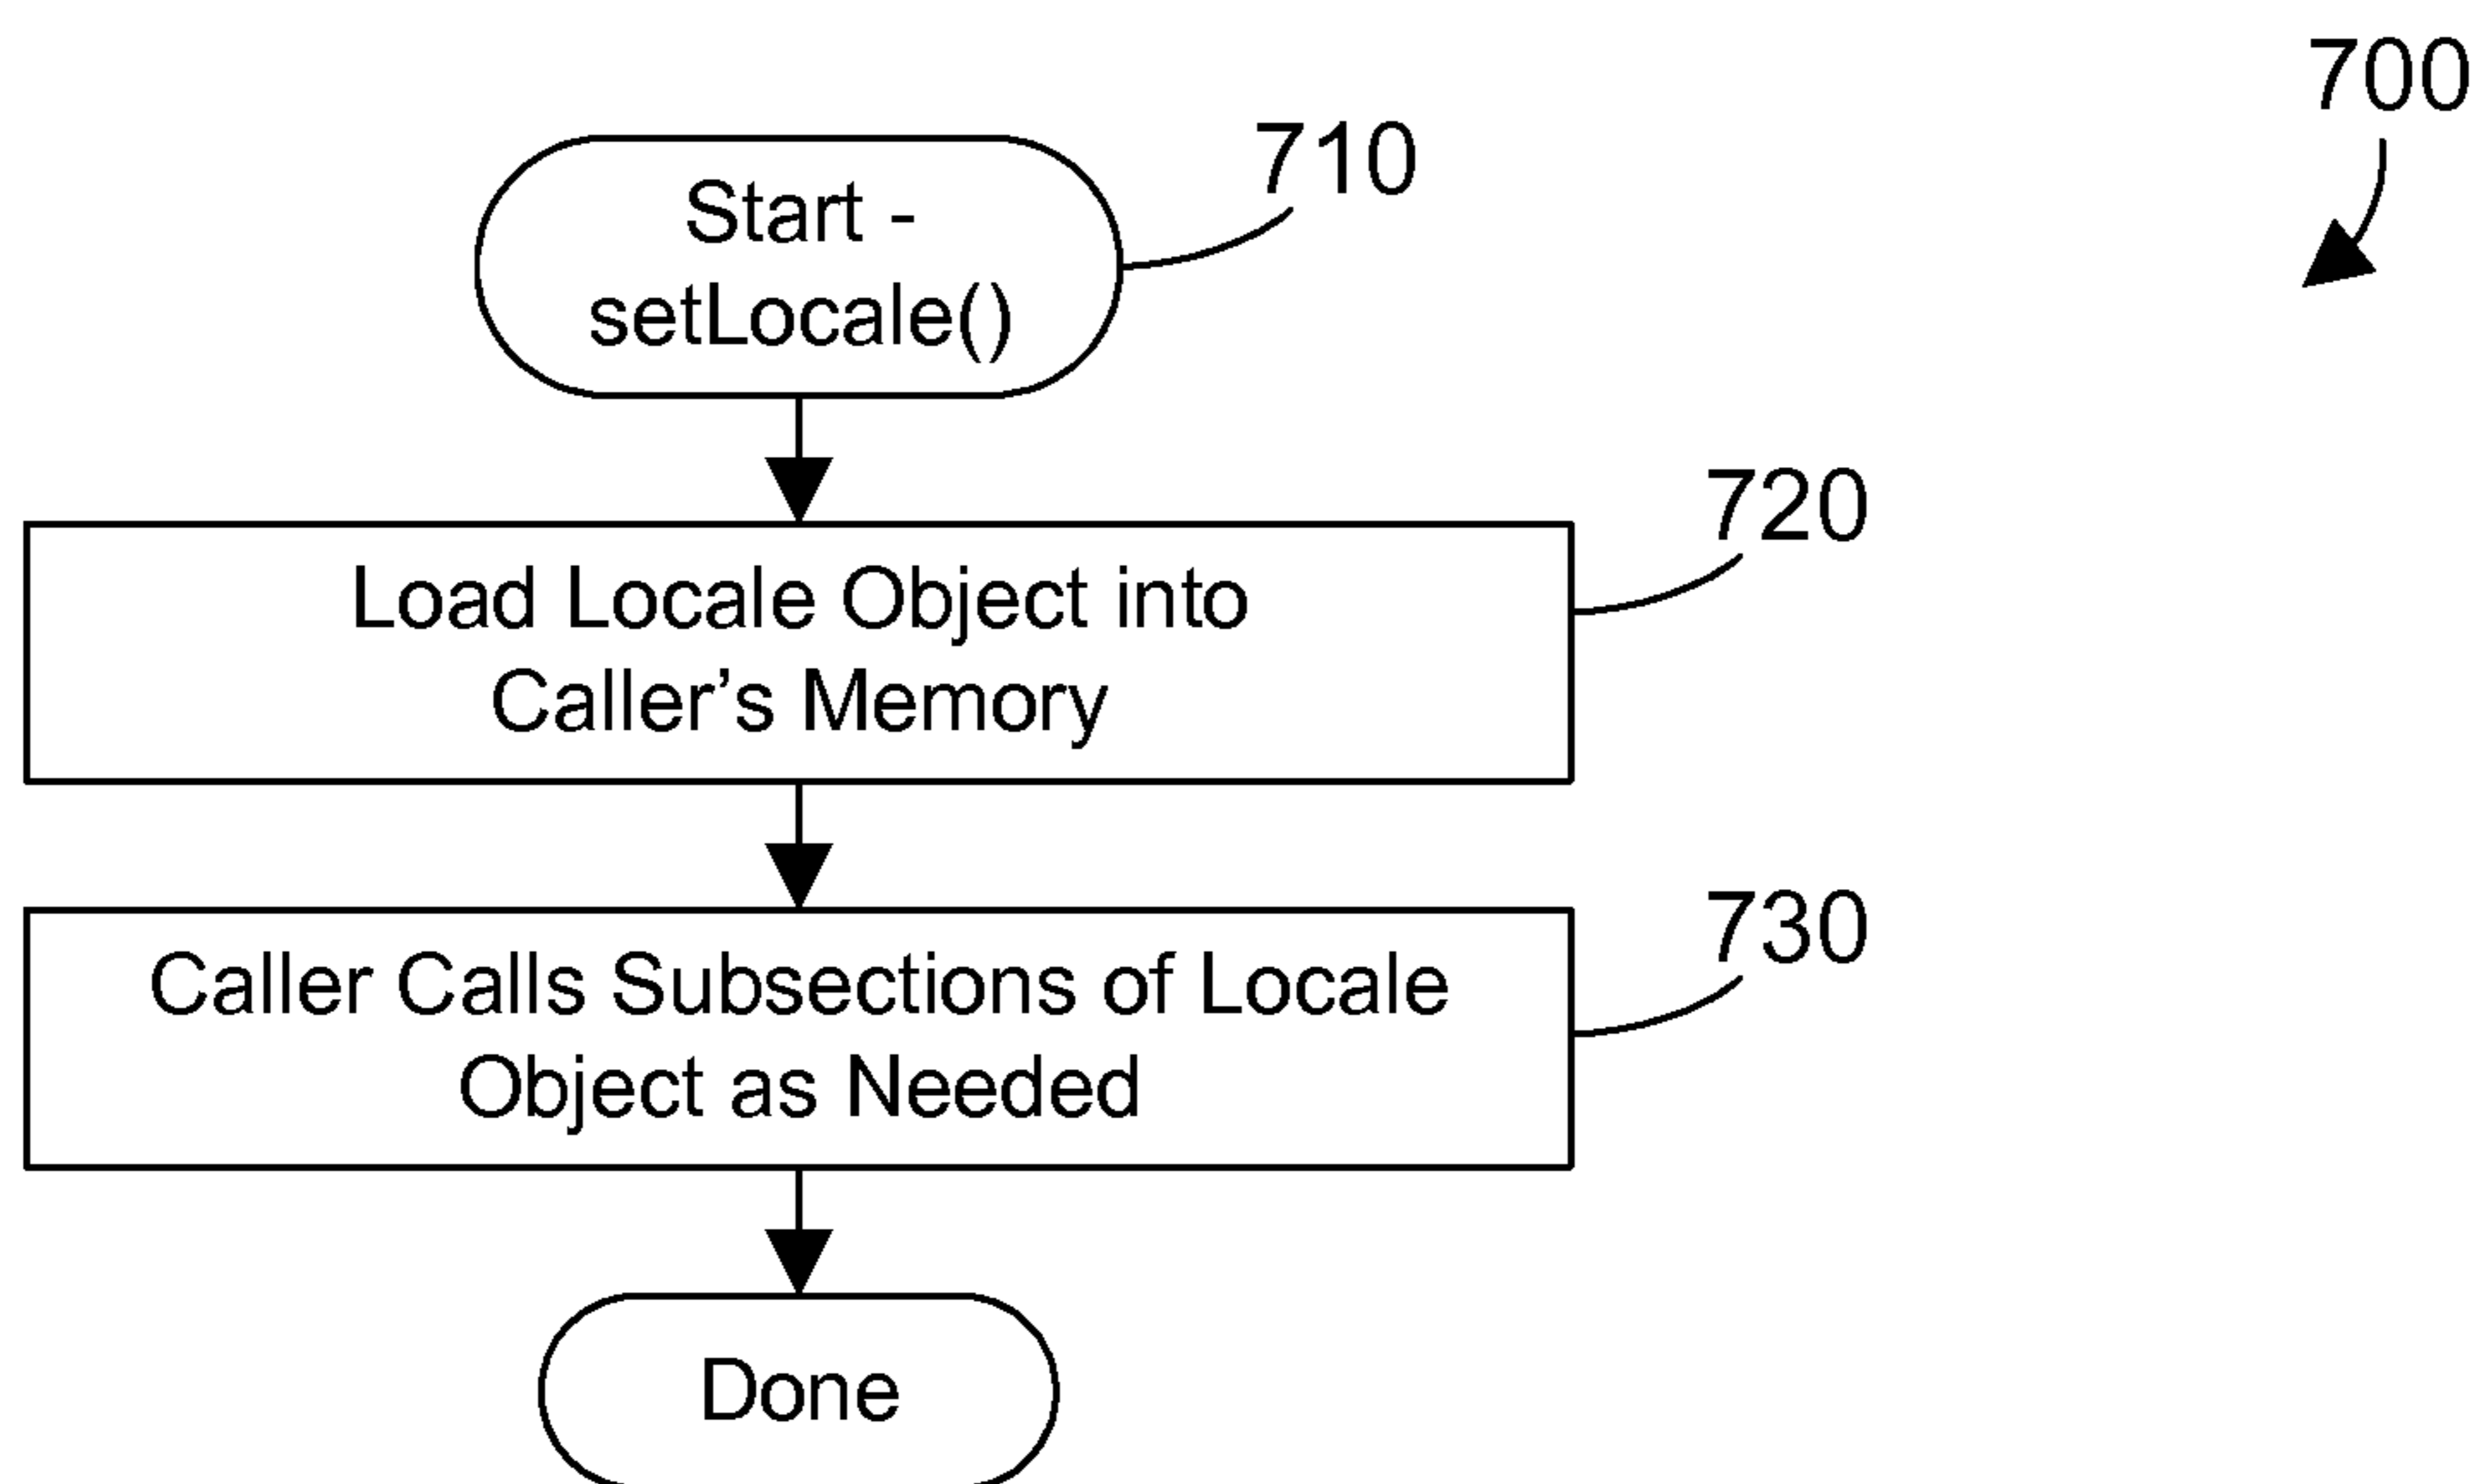 700
710
Start -
setLocale()
720
Load Locale Object into
Caller’s Memory
730
Caller Calls Subsections of Locale
Object as Needed
Done